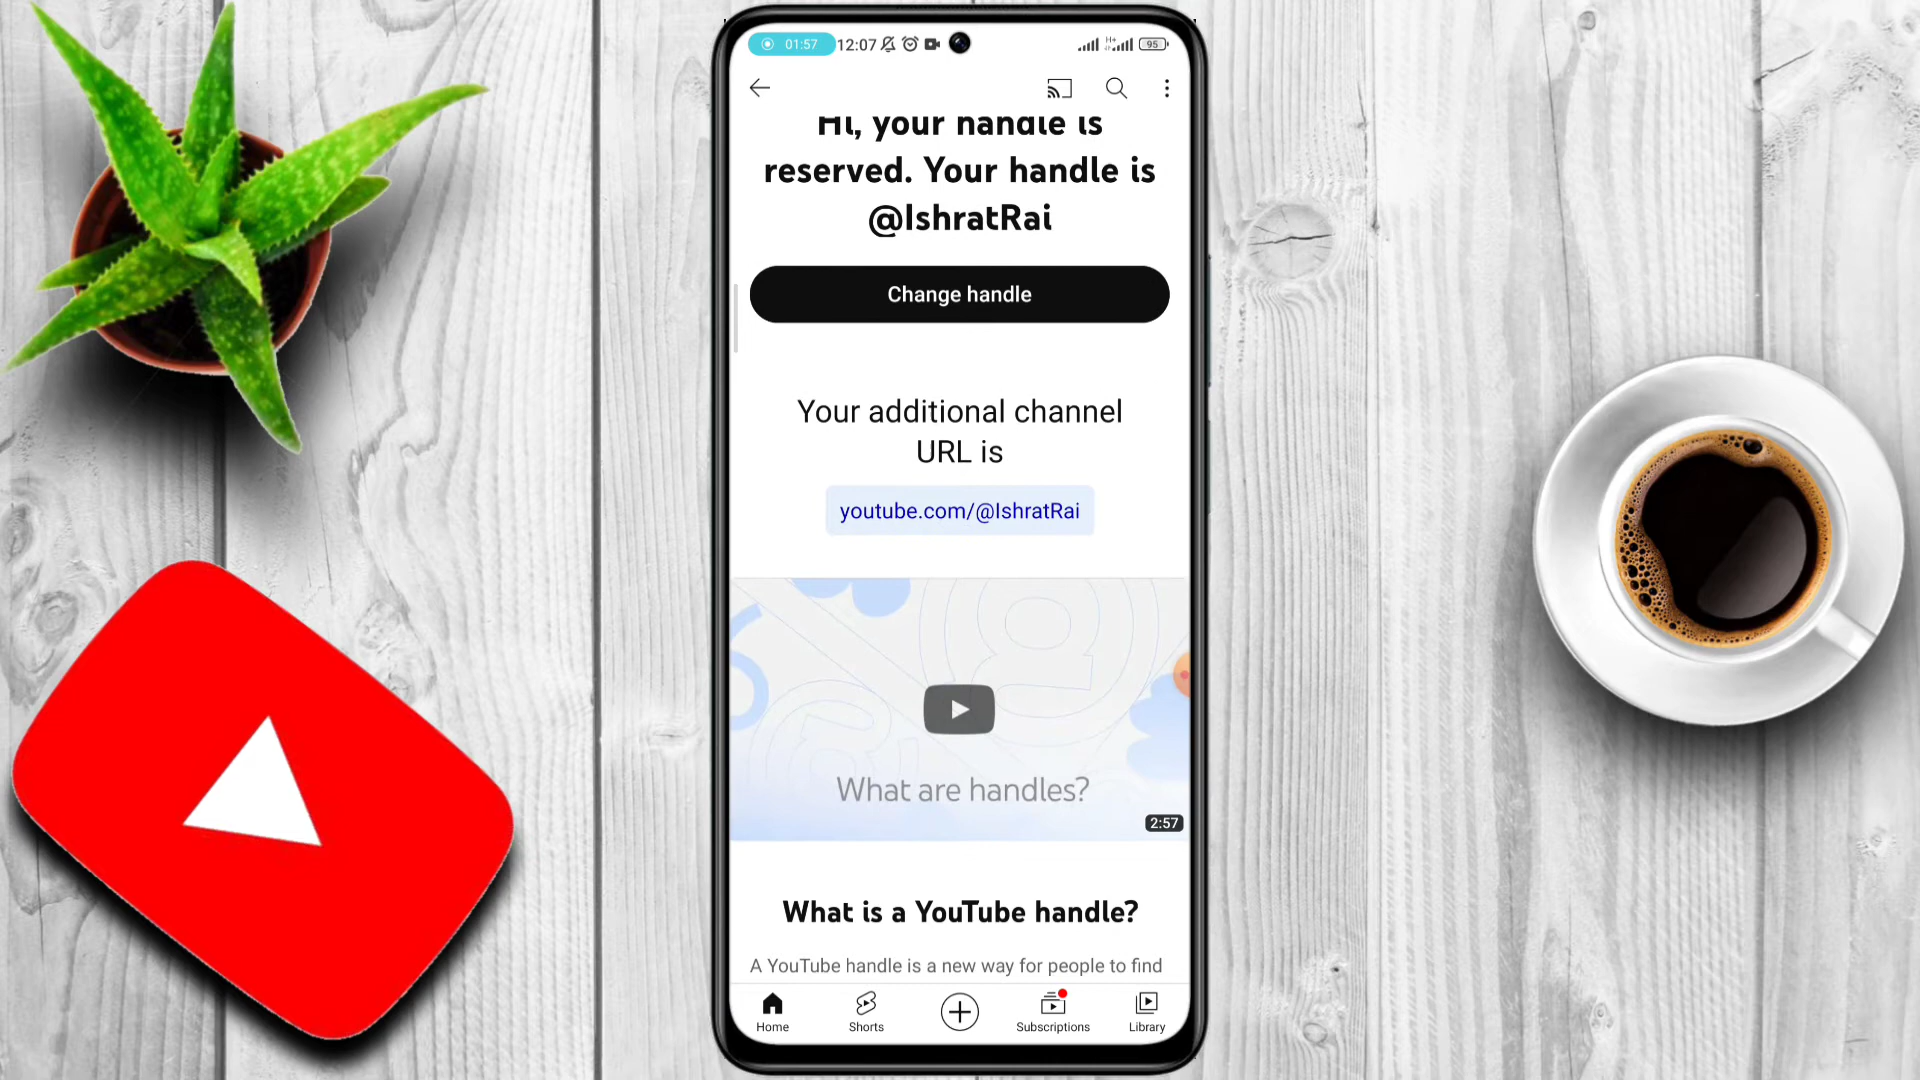 01:57 12:07 H+ 95
Hi, your handle is
reserved. Your handle is
@IshratRai
Change handle
Your additional channel
URL is
youtube.com/@IshratRai
What are handles?
2:57
What is a YouTube handle?
A YouTube handle is a new way for people to find
Home Shorts Subscriptions Library